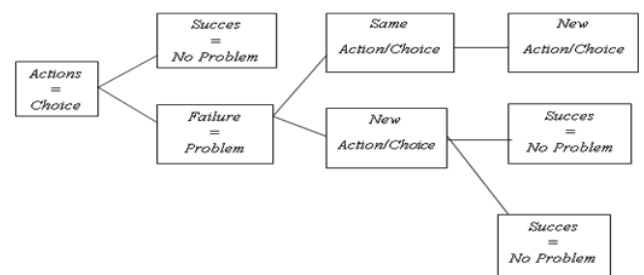 Actions
=
Choice
Succes
=
No Problem
Failure
=
Problem
Same
Action/Choice
New
Action/Choice
New
Action/Choice
Succes
=
No Problem
Succes
=
No Problem